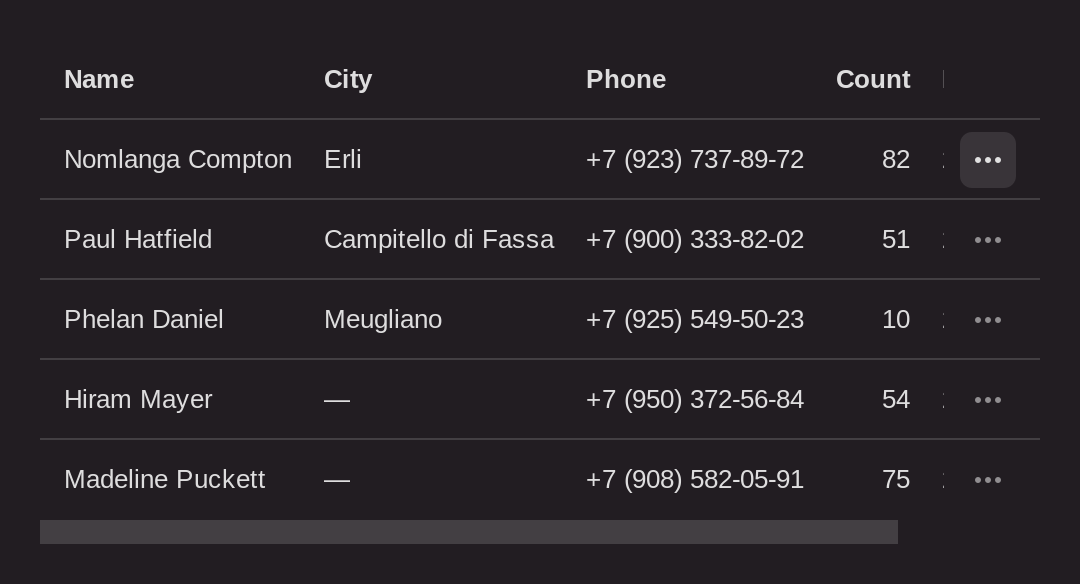 Name City Phone Count
Nomlanga Compton Erli +7 (923) 737-89-72 82
Paul Hatfield Campitello di Fassa +7 (900) 333-82-02 51
Phelan Daniel Meugliano +7 (925) 549-50-23 10
Hiram Mayer — +7 (950) 372-56-84 54
Madeline Puckett — +7 (908) 582-05-91 75